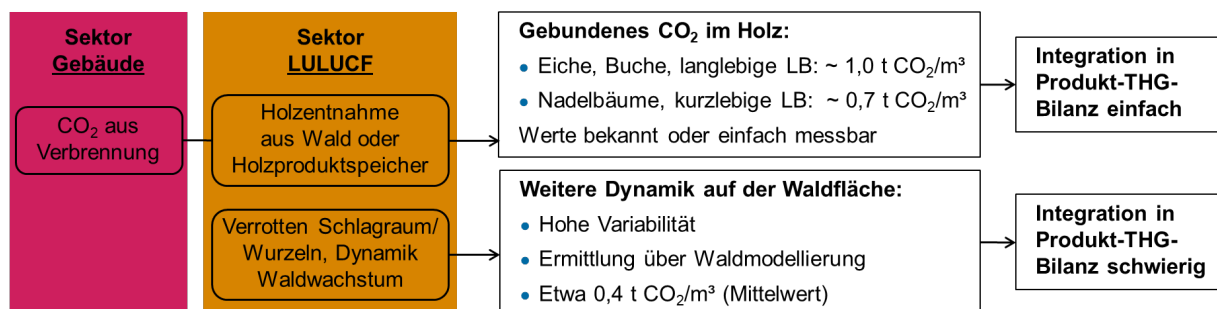 Sektor
Gebäude
CO₂ aus
Verbrennung
Sektor
LULUCF
Holzentnahme
aus Wald oder
Holzproduktspeicher
Verrotten Schlagraum/
Wurzeln, Dynamik
Waldwachstum
Gebundenes CO₂ im Holz:
• Eiche, Buche, langlebige LB: ~ 1,0 t CO₂/m³
• Nadelbäume, kurzlebige LB: ~ 0,7 t CO₂/m³
Werte bekannt oder einfach messbar
Integration in
Produkt-THG-
Bilanz einfach
Weitere Dynamik auf der Waldfläche:
• Hohe Variabilität
• Ermittlung über Waldmodellierung
• Etwa 0,4 t CO₂/m³ (Mittelwert)
Integration in
Produkt-THG-
Bilanz schwierig